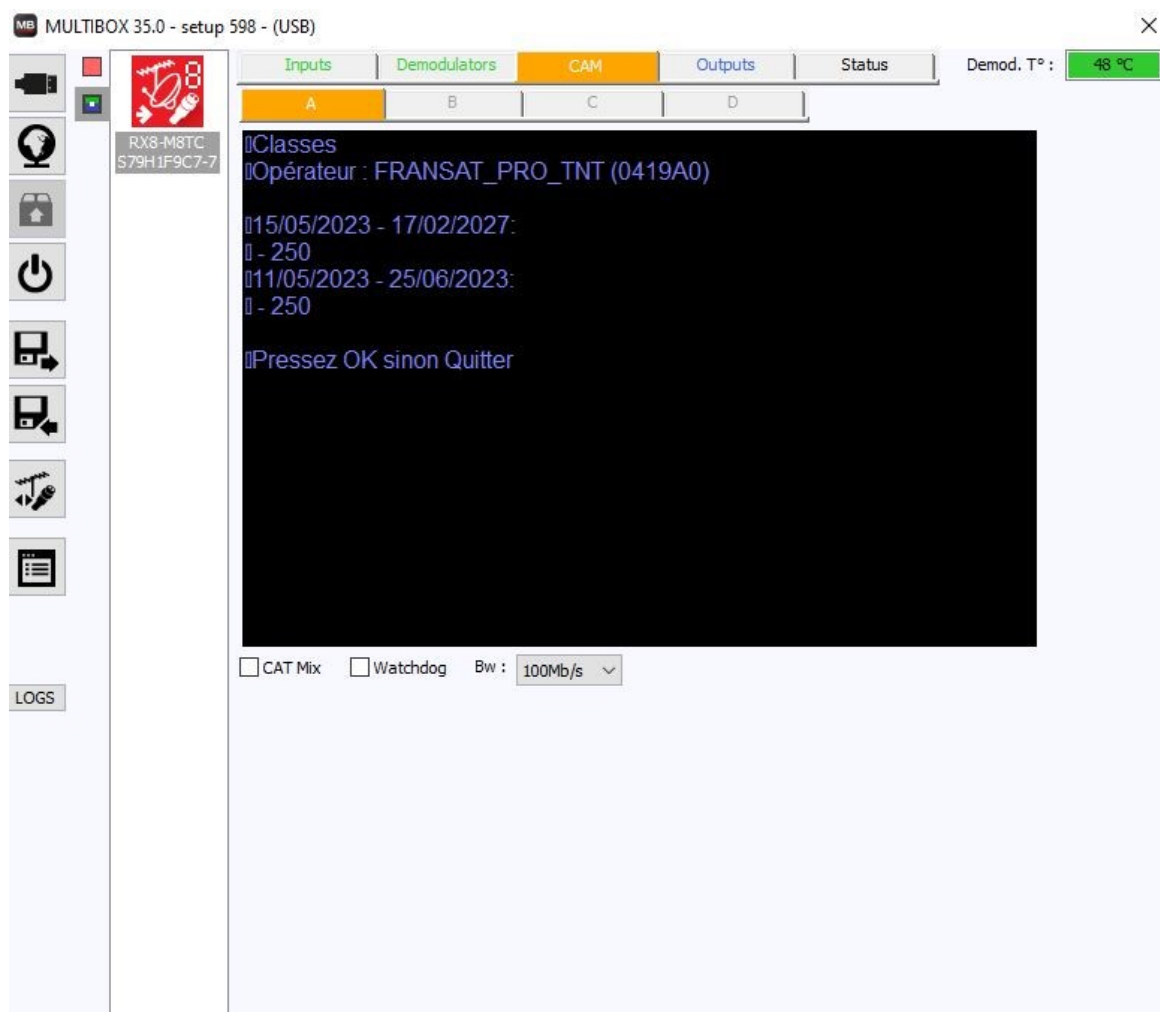 MB MULTIBOX 35.0 - setup 598 - (USB)
Inputs Demodulators CAM Outputs Status Demod. T° : 48 °C
A B C D
8
RX8-M8TC
S79H1F9C7-7
Classes
Opérateur : FRANSAT_PRO_TNT (0419A0)
15/05/2023 - 17/02/2027:
- 250
11/05/2023 - 25/06/2023:
- 250
Pressez OK sinon Quitter
CAT Mix Watchdog Bw : 100Mb/s
LOGS